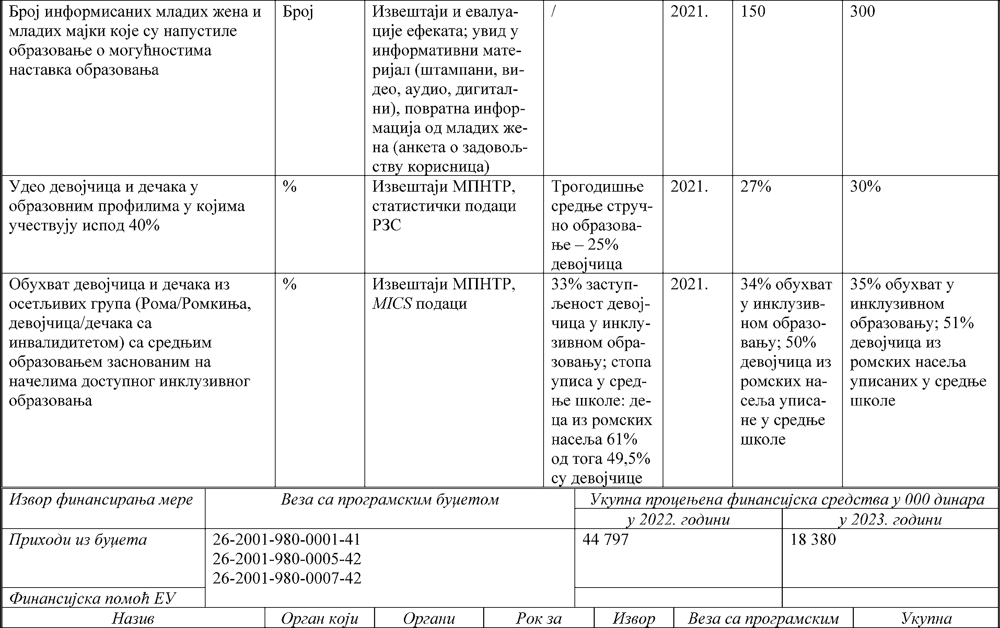 Број информисаних младих жена и
младих мајки које су напустиле
образовање о могућностима
наставка образовања
Број
Извештаји и евалуа-
ције ефеката; увид у
информативни мате-
ријал (штампани, ви-
део, аудио, дигитал-
ни), повратна инфор-
мација од младих же-
на (анкета о задовољ-
ству корисница)
/
2021.
150
300
Удео девојчица и дечака у
образовним профилима у којима
учествују испод 40%
%
Извештаји МПНТР,
статистички подаци
РЗС
Трогодишње
средње струч-
но образова-
ње – 25%
девојчица
2021.
27%
30%
Обухват девојчица и дечака из
осетљивих група (Рома/Ромкиња,
девојчица/дечака са
инвалидитетом) са средњим
образовањем заснованим на
начелима доступног инклузивног
образовања
%
Извештаји МПНТР,
MICS подаци
33% заступ-
љеност девој-
чица у инклу-
зивном обра-
зовању; стопа
уписа у сред-
ње школе: де-
ца из ромских
насеља 61%
од тога 49,5%
су девојчице
2021.
34% обухват
у инклузив-
ном образо-
вању; 50%
девојчица из
ромских на-
сеља уписа-
не у средње
школе
35% обухват у
инклузивном
образовању; 51%
девојчица из
ромских насеља
уписаних у средње
школе
Извор финансирања мере
Веза са програмским буџетом
Укупна процењена финансијска средства у 000 динара
у 2022. години
у 2023. години
Приходи из буџета
26-2001-980-0001-41
26-2001-980-0005-42
26-2001-980-0007-42
44 797
18 380
Финансијска помоћ ЕУ
Назив
Орган који
Органи
Рок за
Извор
Веза са програмским
Укупна